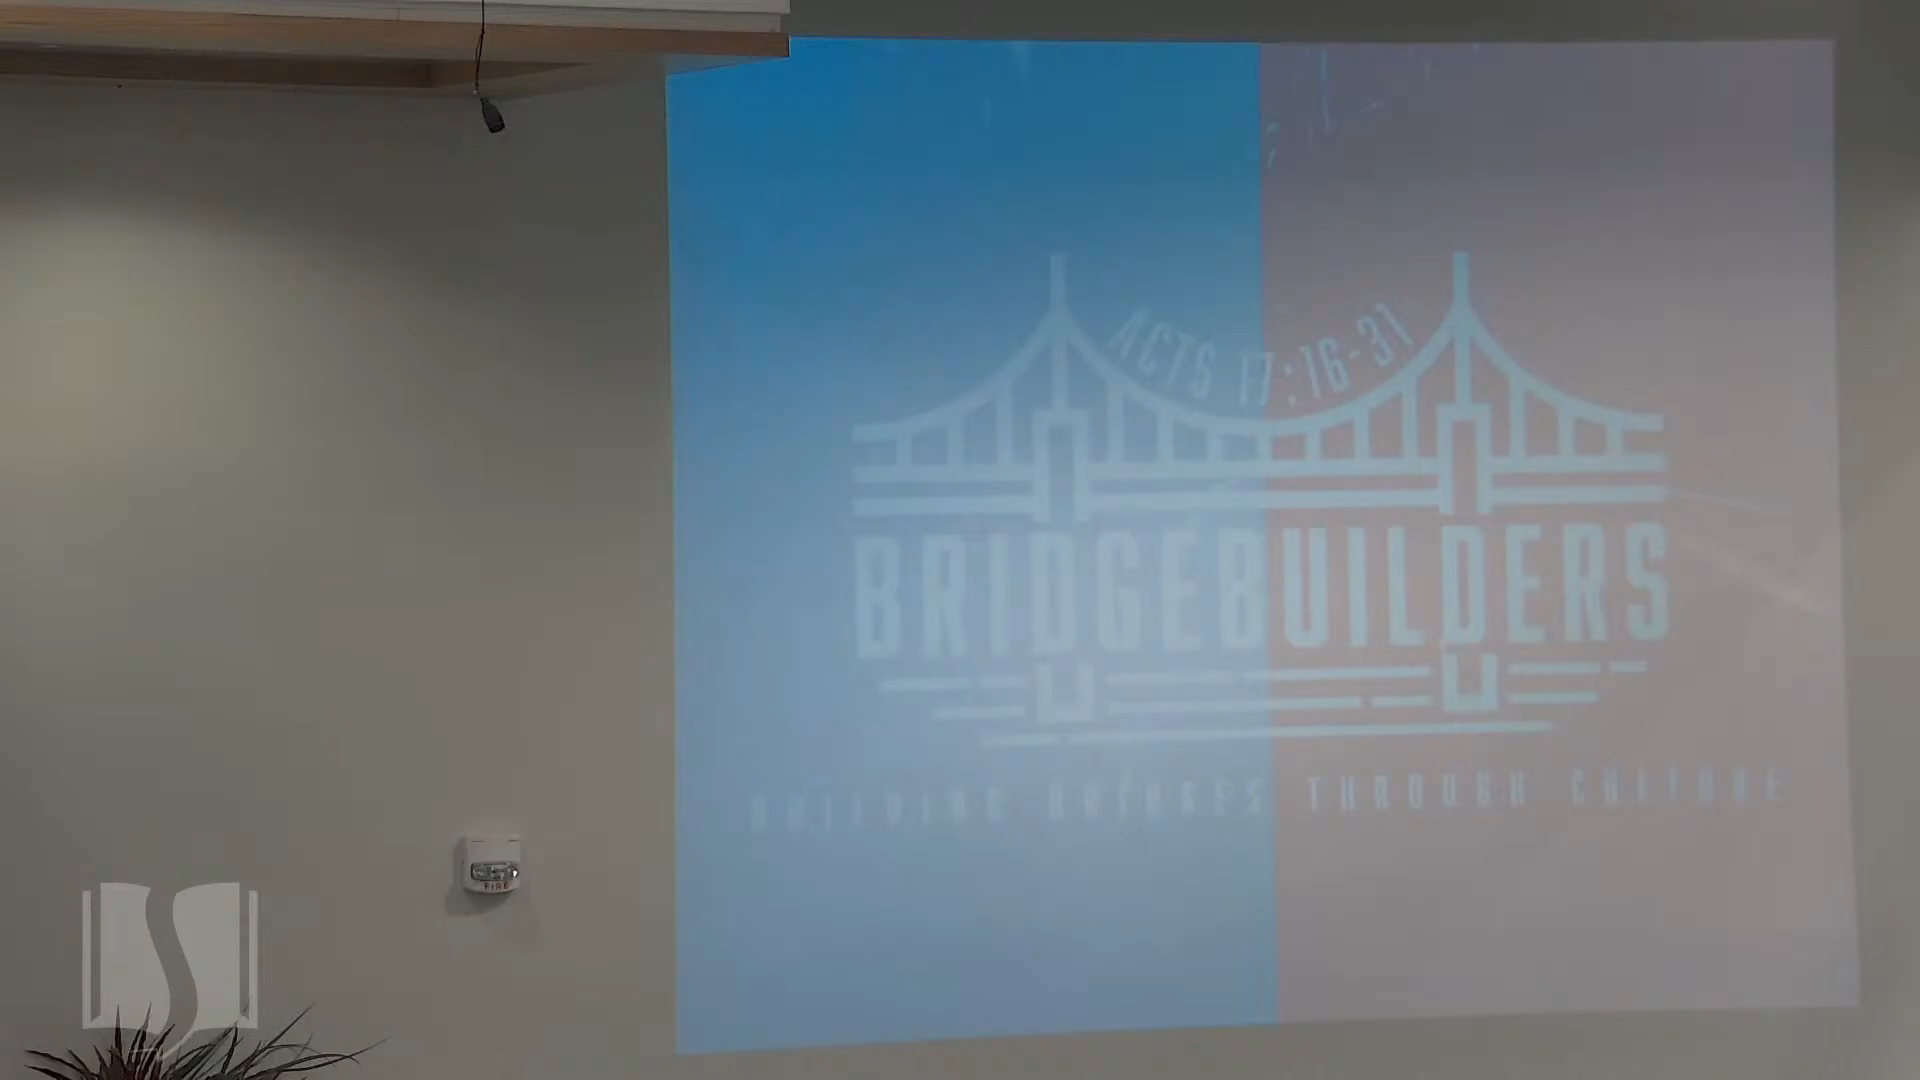 ACTS 17:16-31
BRIDGEBUILDERS
BUILDING BRIDGES THROUGH CULTURE
FIRE